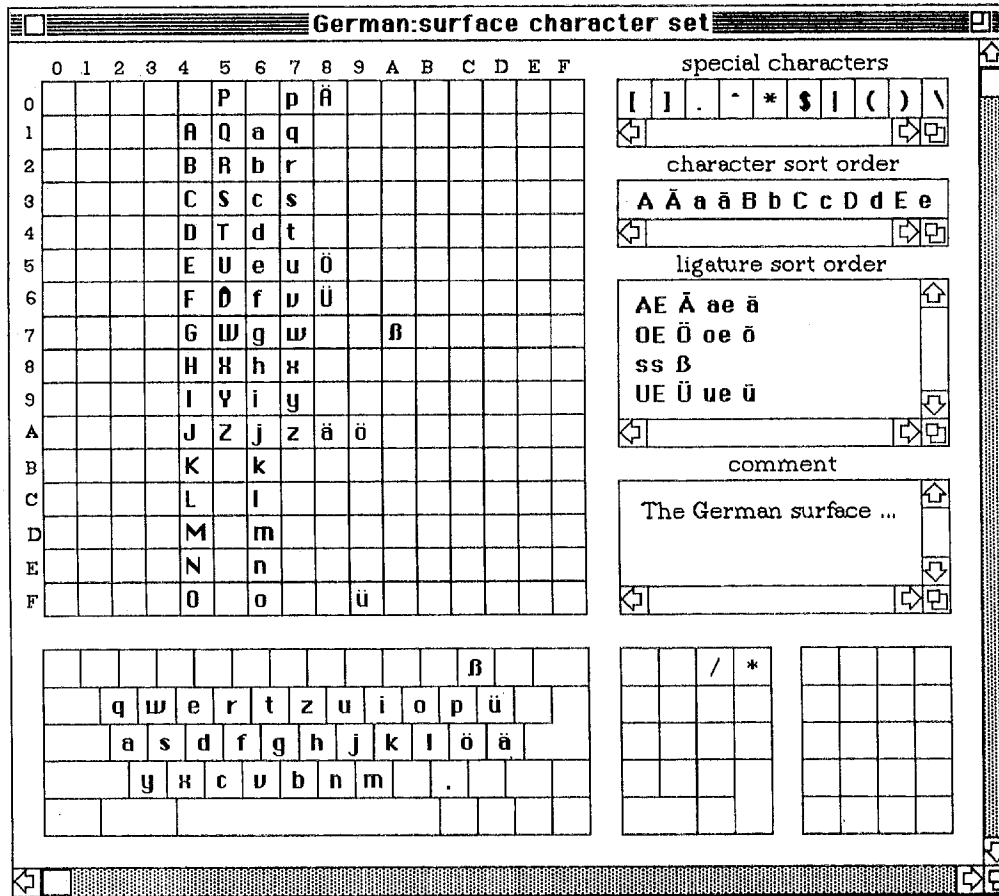 German:surface character set
0 1 2 3 4 5 6 7 8 9 A B C D E F
0 P p Ä
1 A Q a q
2 B R b r
3 C S c s
4 D T d t
5 E U e u Ö
6 F f v Ü
7 G W g w ß
8 H X h x
9 I Y i y
A J Z j z ä ö
B K k
C L l
D M m
E N n
F O o ü
special characters
[ ] . ^ * $ | ( ) \
character sort order
A Ä a ä B b C c D d E e
ligature sort order
AE Ä ae ä
OE Ö oe ö
ss ß
UE Ü ue ü
comment
The German surface ...
ß
q w e r t z u i o p ü
a s d f g h j k l ö ä
y x c v b n m .
/ *